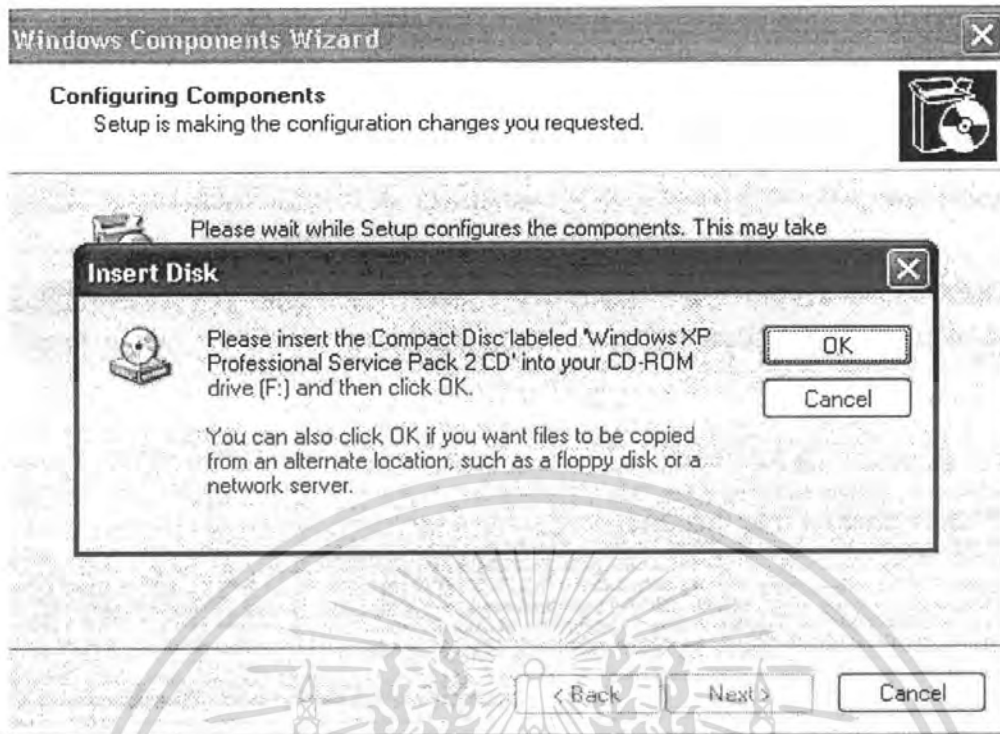 Windows Components Wizard
Configuring Components
Setup is making the configuration changes you requested.
Please wait while Setup configures the components. This may take
Insert Disk
Please insert the Compact Disc labeled 'Windows XP
Professional Service Pack 2 CD' into your CD-ROM
drive (F:) and then click OK.
OK
Cancel
You can also click OK if you want files to be copied
from an alternate location, such as a floppy disk or a
network server.
< Back
Next >
Cancel